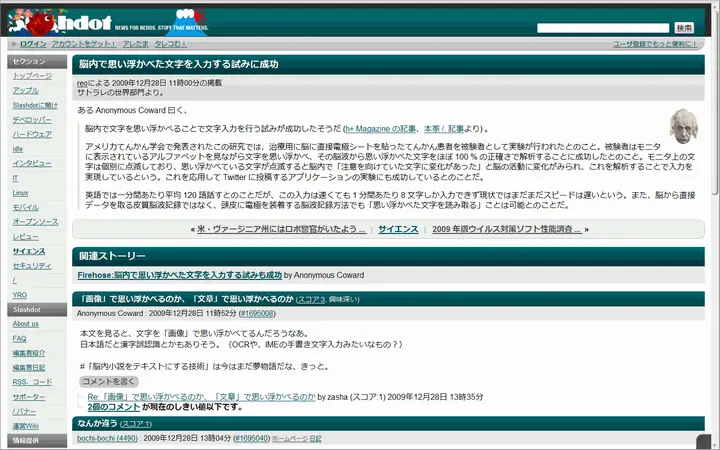 slashdot NEWS FOR NERDS. STUFF THAT MATTERS.
検索
ログイン アカウントをゲット！ アレたま タレコむ！
ユーザ登録でもっと便利に！
セクション
トップページ
アップル
Slashdotに聞け
デベロッパー
ハードウェア
idle
インタビュー
IT
Linux
モバイル
オープンソース
レビュー
サイエンス
セキュリティ
/.
YRO
Slashdot
About us
FAQ
編集者紹介
編集者日記
RSS、コード
サポーター
/.バナー
運営Wiki
情報提供
脳内で思い浮かべた文字を入力する試みに成功
reoによる 2009年12月28日 11時00分の掲載
サトラレの世界部門より。
ある Anonymous Coward 曰く、
脳内で文字を思い浮かべることで文字入力を行う試みが成功したそうだ (h+ Magazine の記事、本家 /. 記事より) 。
アメリカてんかん学会で発表されたこの研究では、治療用に脳に直接電極シートを貼ったてんかん患者を被験者として実験が行われたとのこと。被験者はモニタ
に表示されているアルファベットを見ながら文字を思い浮かべ、その脳波から思い浮かべた文字をほぼ 100 % の正確さで解析することに成功したとのこと。モニタ上の文
字は個別に点滅しており、思い浮かべている文字が点滅すると脳内で「注意を向けていた文字に変化があった」と脳の活動に変化がみられ、これを解析することで入力を
実現しているという。これを応用して Twitter に投稿するアプリケーションの実験にも成功しているとのことだ。
英語では一分間あたり平均 120 語話すとのことだが、この入力は速くても 1 分間あたり 8 文字しか入力できず現状ではまだまだスピードは遅いという。また、脳から直接
データを取る皮質脳波記録ではなく、頭皮に電極を装着する脳波記録方法でも「思い浮かべた文字を読み取る」ことは可能とのことだ。
« 米・ヴァージニア州にはロボ警官がいたよう ... | サイエンス | 2009 年版ウイルス対策ソフト性能調査 ... »
関連ストーリー
Firehose:脳内で思い浮かべた文字を入力する試みも成功 by Anonymous Coward
「画像」で思い浮かべるのか、「文章」で思い浮かべるのか (スコア:3, 興味深い)
Anonymous Coward : 2009年12月28日 11時52分 (#1695008)
本文を見ると、文字を「画像」で思い浮かべてるんだろうなあ。
日本語だと漢字誤認識とかもありそう。（OCRや、IMEの手書き文字入力みたいなもの？）
#「脳内小説をテキストにする技術」は今はまだ夢物語だな、きっと。
コメントを書く
Re:「画像」で思い浮かべるのか、「文章」で思い浮かべるのか by zasha (スコア:1) 2009年12月28日 13時35分
2個のコメント が現在のしきい値以下です。
なんか違う (スコア:1)
bochi-bochi (4490) : 2009年12月28日 13時04分 (#1695040) ホームページ 日記